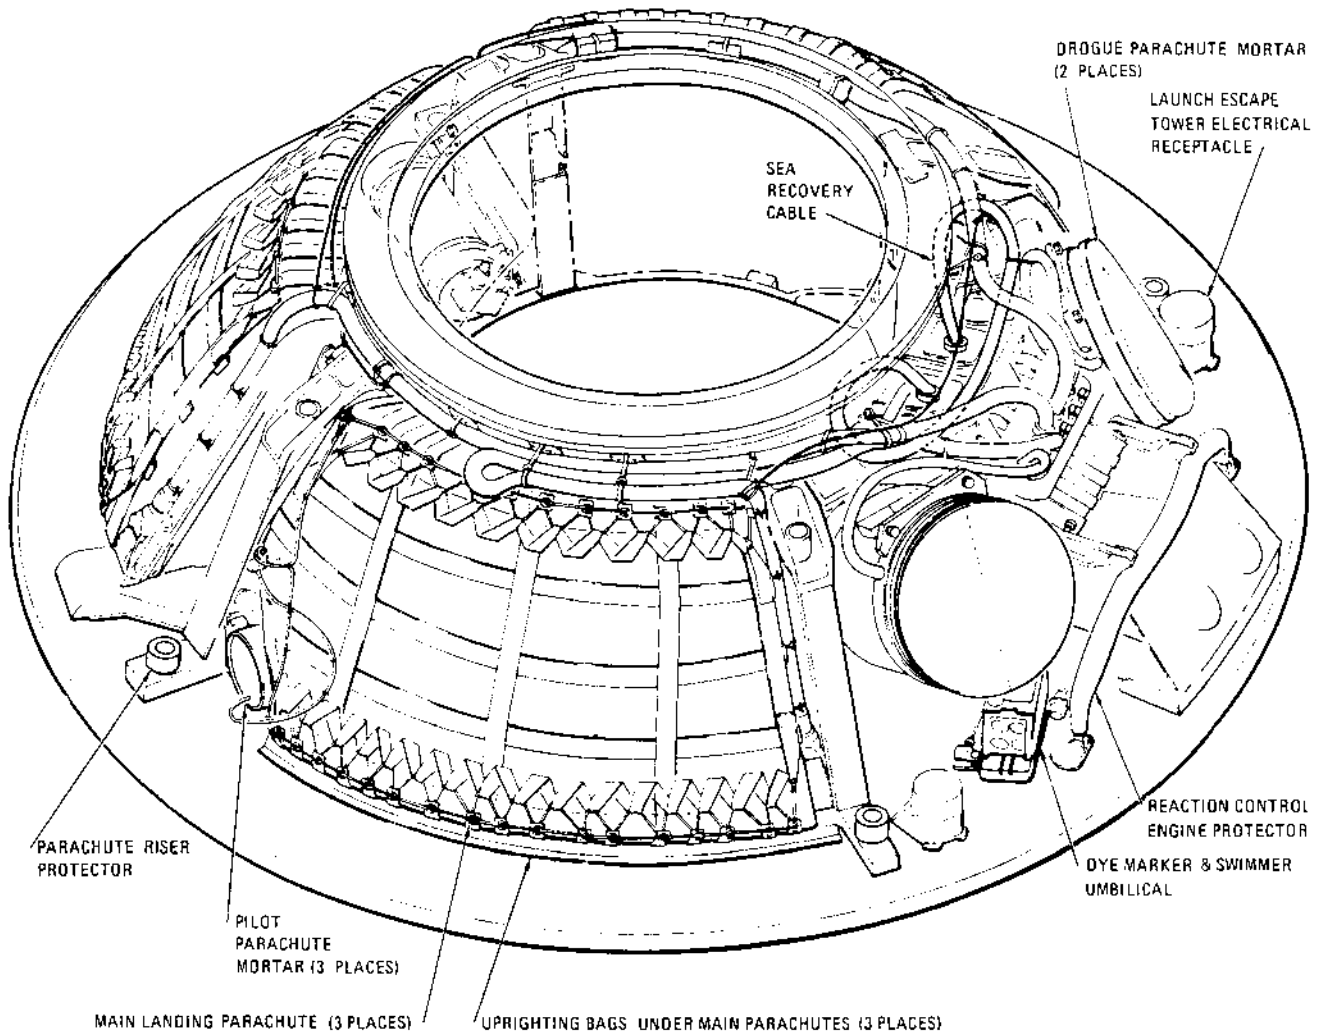 DROGUE PARACHUTE MORTAR
(2 PLACES)
LAUNCH ESCAPE
TOWER ELECTRICAL
RECEPTACLE
SEA
RECOVERY
CABLE
REACTION CONTROL
ENGINE PROTECTOR
DYE MARKER & SWIMMER
UMBILICAL
PARACHUTE RISER
PROTECTOR
PILOT
PARACHUTE
MORTAR (3 PLACES)
MAIN LANDING PARACHUTE (3 PLACES)
UPRIGHTING BAGS UNDER MAIN PARACHUTES (3 PLACES)